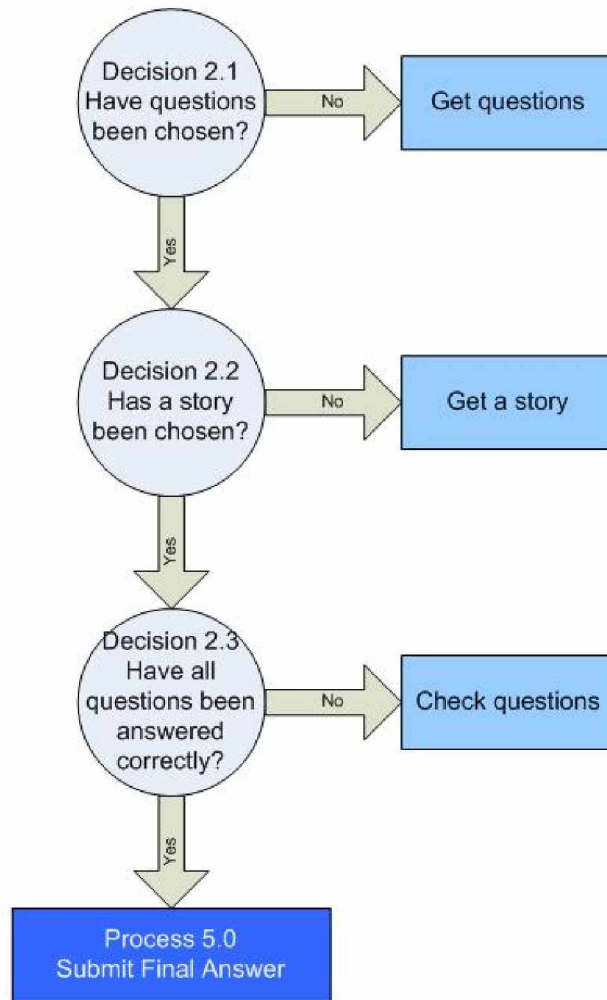 Decision 2.1
Have questions
been chosen?
No
Get questions
Yes
Decision 2.2
Has a story
been chosen?
No
Get a story
Yes
Decision 2.3
Have all
questions been
answered
correctly?
No
Check questions
Yes
Process 5.0
Submit Final Answer